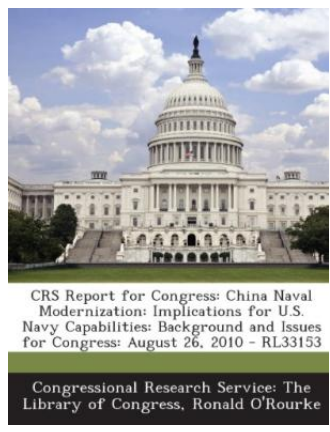 CRS Report for Congress: China Naval
Modernization: Implications for U.S.
Navy Capabilities: Background and Issues
for Congress: August 26, 2010 - RL33153
Congressional Research Service: The
Library of Congress, Ronald O'Rourke